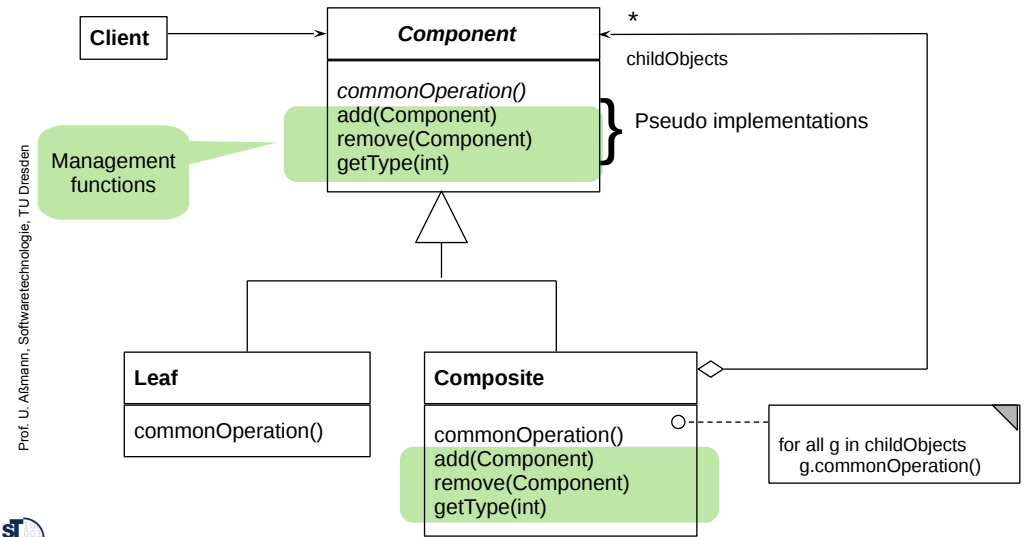 Client
Component
*
childObjects
commonOperation()
add(Component)
remove(Component)
getType(int)
}
Pseudo implementations
Management
functions
Prof. U. Aßmann, Softwaretechnologie, TU Dresden
Leaf
commonOperation()
Composite
commonOperation()
add(Component)
remove(Component)
getType(int)
for all g in childObjects
g.commonOperation()
ST